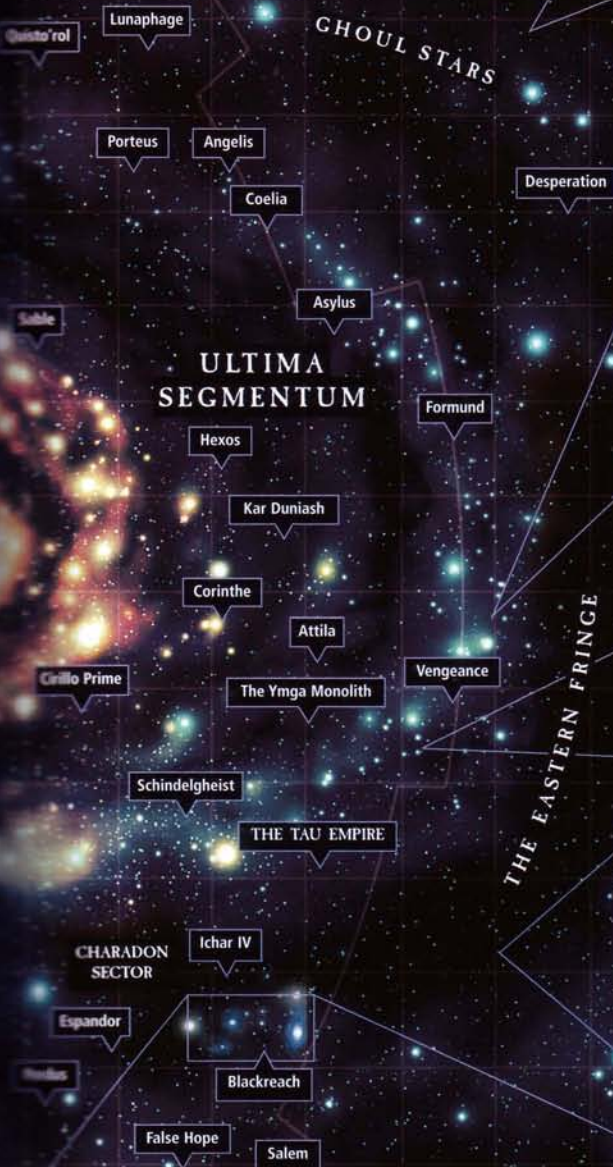 Lunaphage
GHOUL STARS
Quisto'rol
Porteus
Angelis
Desperation
Coelia
Asylus
Sable
ULTIMA
SEGMENTUM
Formund
Hexos
Kar Duniash
Corinthe
Attila
Vengeance
Cirillo Prime
The Ymga Monolith
THE EASTERN FRINGE
Schindelgheist
THE TAU EMPIRE
Ichar IV
CHARADON
SECTOR
Espandor
Blackreach
False Hope
Salem